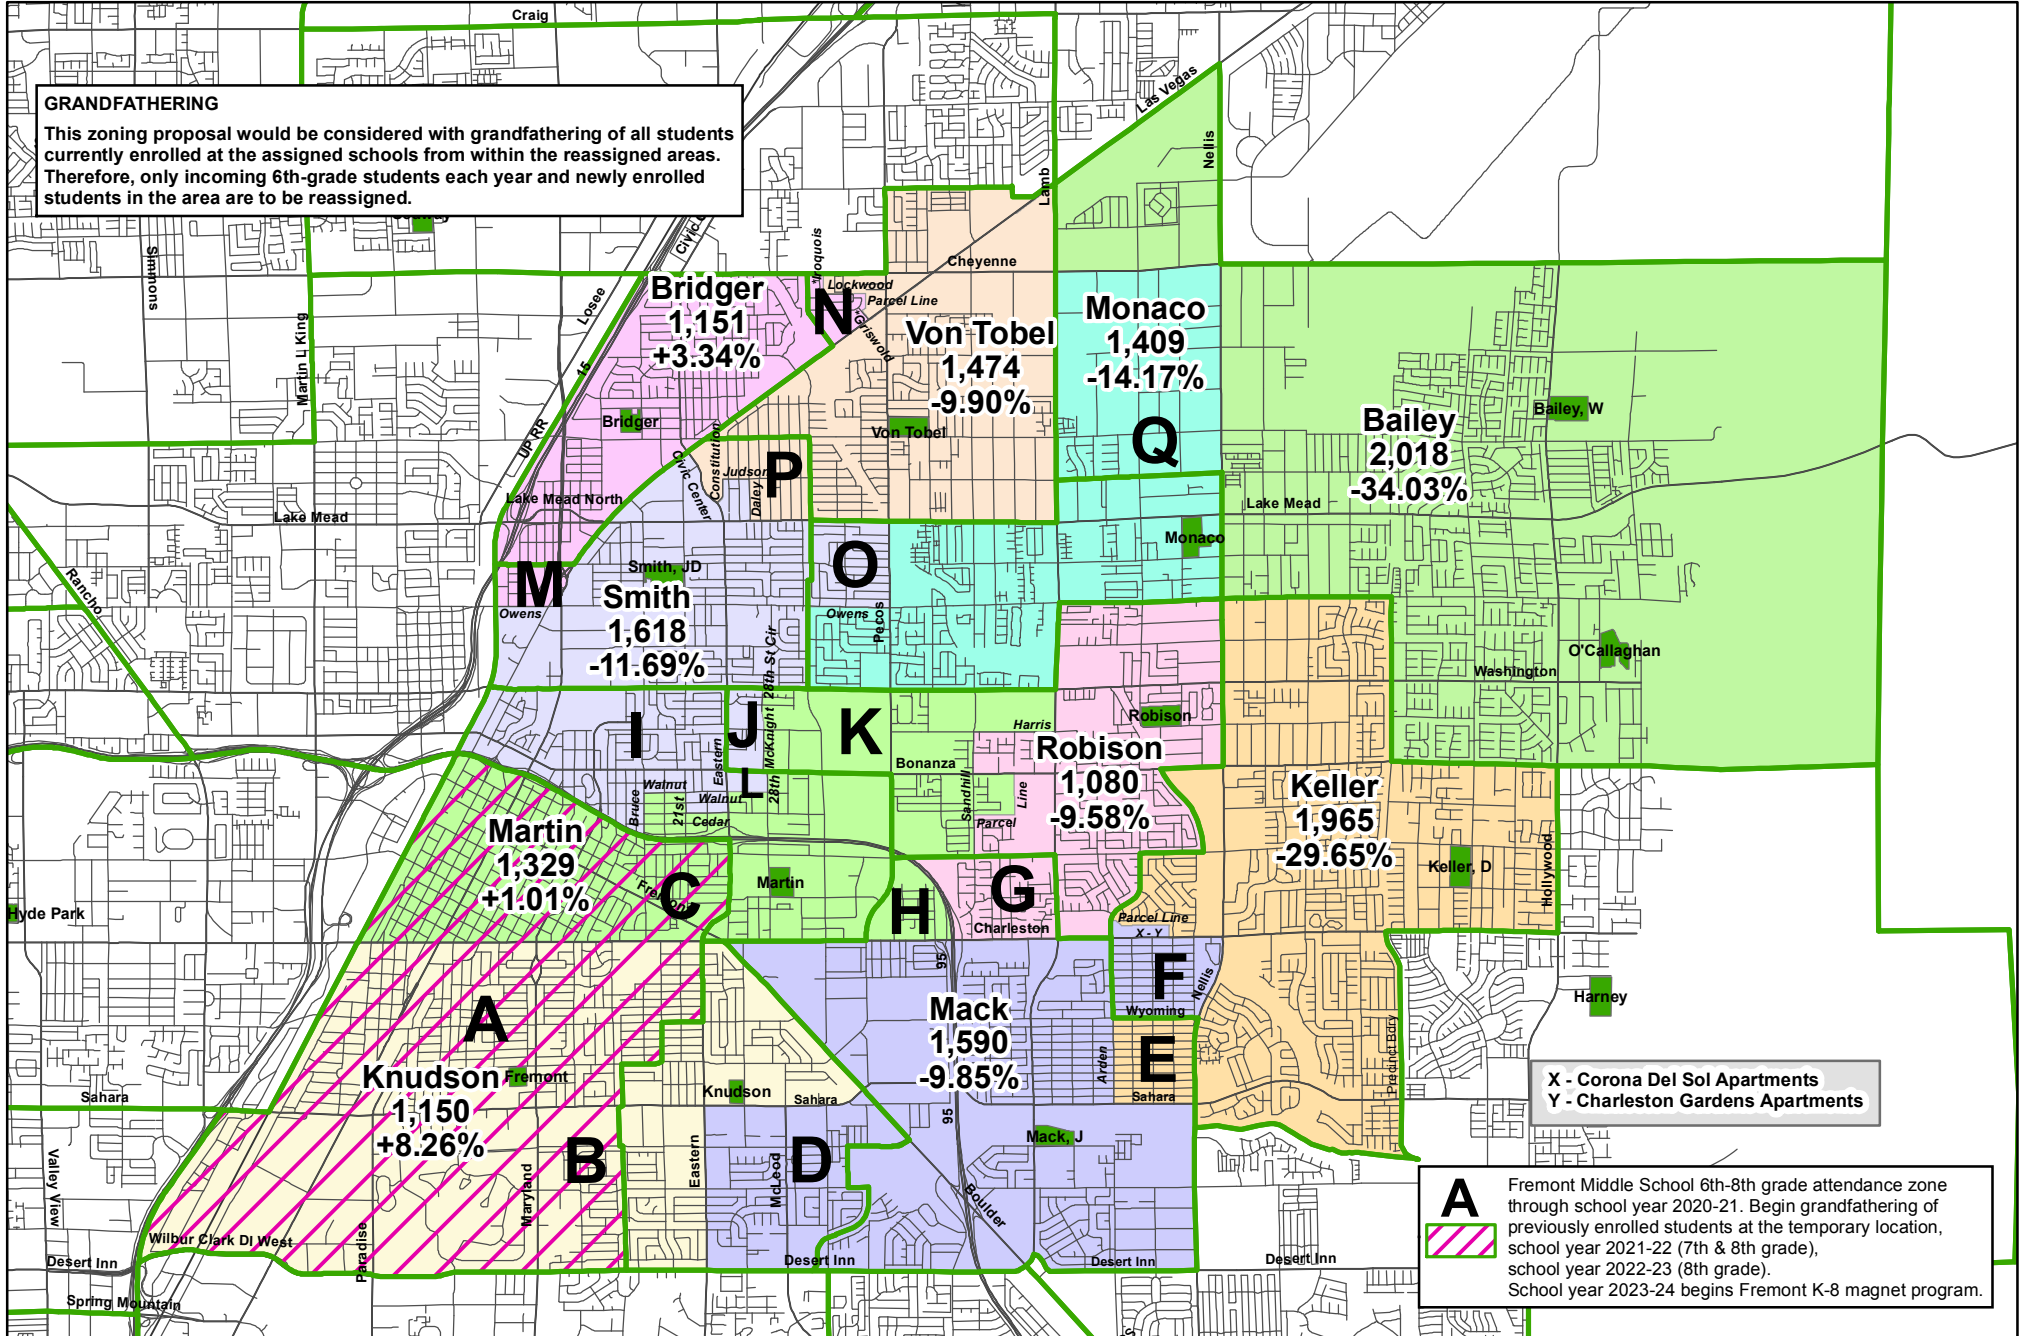 Craig
Las Vegas
GRANDFATHERING
This zoning proposal would be considered with grandfathering of all students
currently enrolled at the assigned schools from within the reassigned areas.
Therefore, only incoming 6th-grade students each year and newly enrolled
students in the area are to be reassigned.
Nellis
Lamb
Simmons
Losee
*Iroquois
Cheyenne
Bridger
1,151
+3.34%
N
Lockwood
Parcel Line
*Griswold
Von Tobel
1,474
-9.90%
Monaco
1,409
-14.17%
Q
Martin L King
15
UP RR
Bridger
Von Tobel
Bailey, W
Bailey
2,018
-34.03%
Constitution
Civic Center
Judson
Daley
P
Lake Mead North
Lake Mead
Lake Mead
Monaco
Rancho
M
Owens
Smith, JD
Smith
1,618
-11.69%
O
Owens
Pecos
28th St Cir
O'Callaghan
Washington
I
J
McKnight
K
Harris
Robison
Robison
1,080
-9.58%
Eastern
L
28th
Bonanza
Walnut
Walnut
21st
Bruce
Cedar
Sandhill
Line
Parcel
Keller
1,965
-29.65%
Keller, D
Hollywood
Martin
1,329
+1.01%
C
Martin
H
G
Charleston
Hyde Park
Parcel Line
X - Y
95
F
Nellis
Wyoming
Harney
A
Mack
1,590
-9.85%
Arden
E
Sahara
Precinct Bdry
Knudson
1,150
+8.26%
Fremont
Knudson
Sahara
Sahara
95
X - Corona Del Sol Apartments
Y - Charleston Gardens Apartments
Mack, J
B
D
Eastern
McLeod
Maryland
Paradise
Valley View
Boulder
Wilbur Clark DI West
Desert Inn
Desert Inn
Desert Inn
Desert Inn
Spring Mountain
A
Fremont Middle School 6th-8th grade attendance zone
through school year 2020-21. Begin grandfathering of
previously enrolled students at the temporary location,
school year 2021-22 (7th & 8th grade),
school year 2022-23 (8th grade).
School year 2023-24 begins Fremont K-8 magnet program.